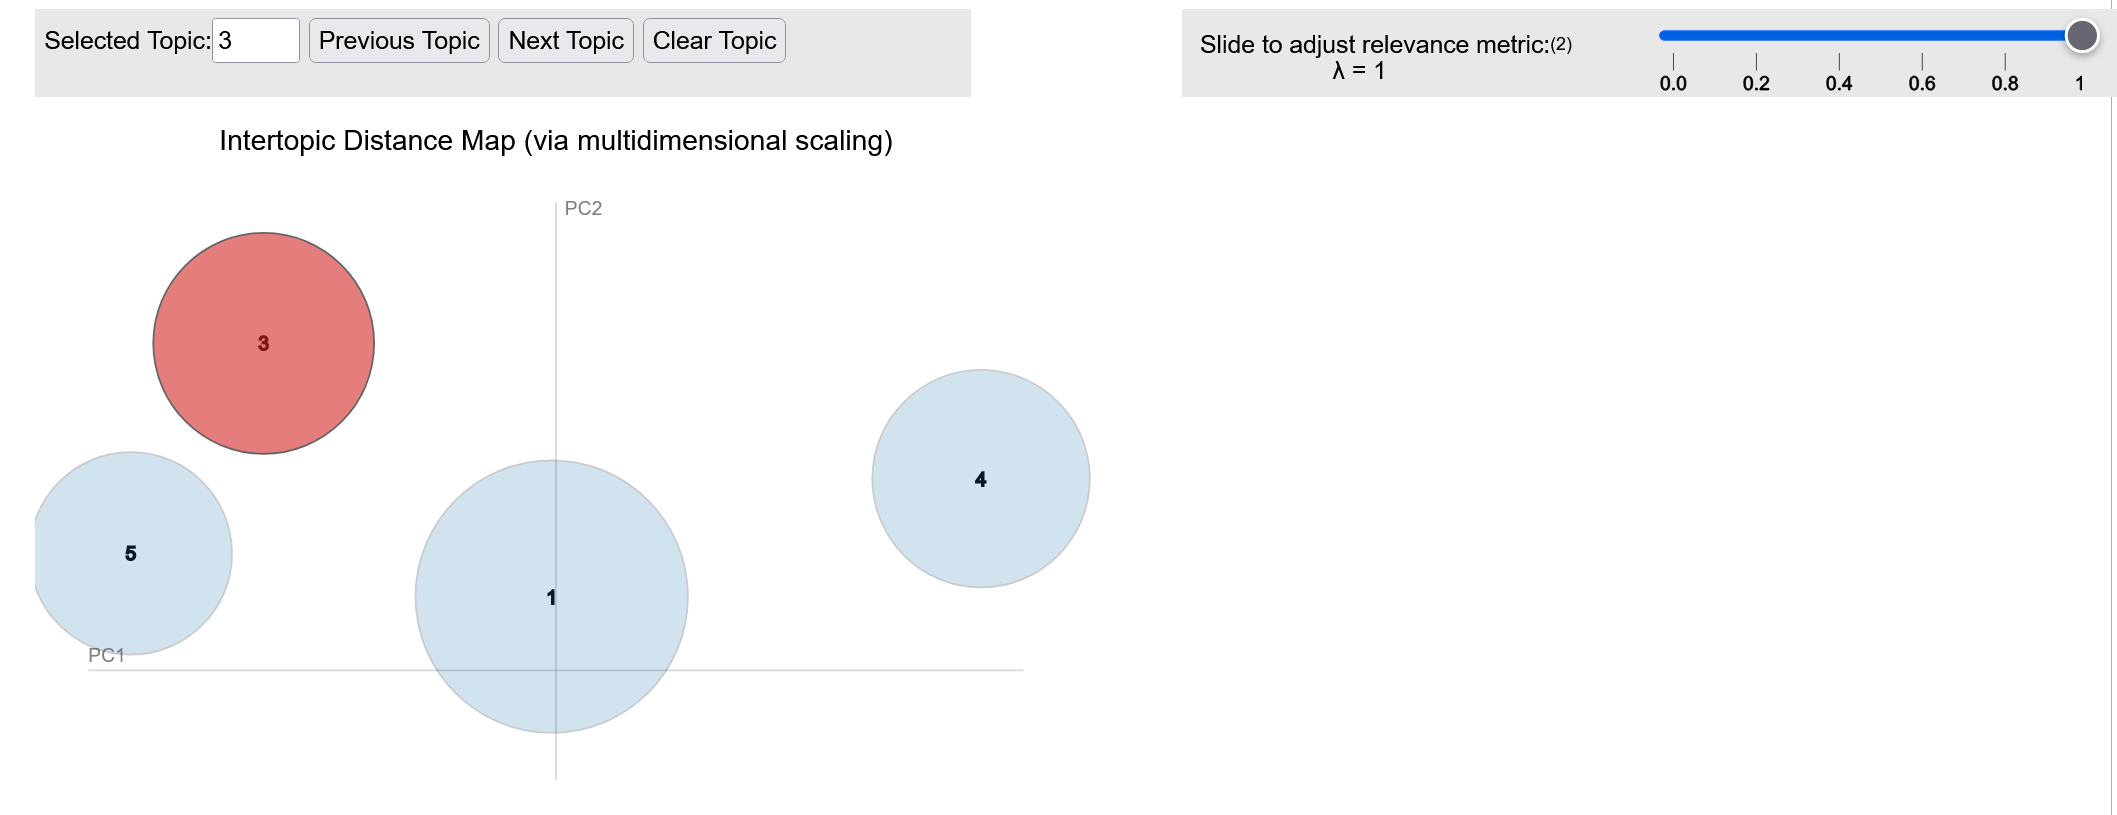 Selected Topic: 3 Previous Topic Next Topic Clear Topic
Slide to adjust relevance metric:(2)
λ = 1
0.0 0.2 0.4 0.6 0.8 1
Intertopic Distance Map (via multidimensional scaling)
PC2
3
4
5
1
PC1